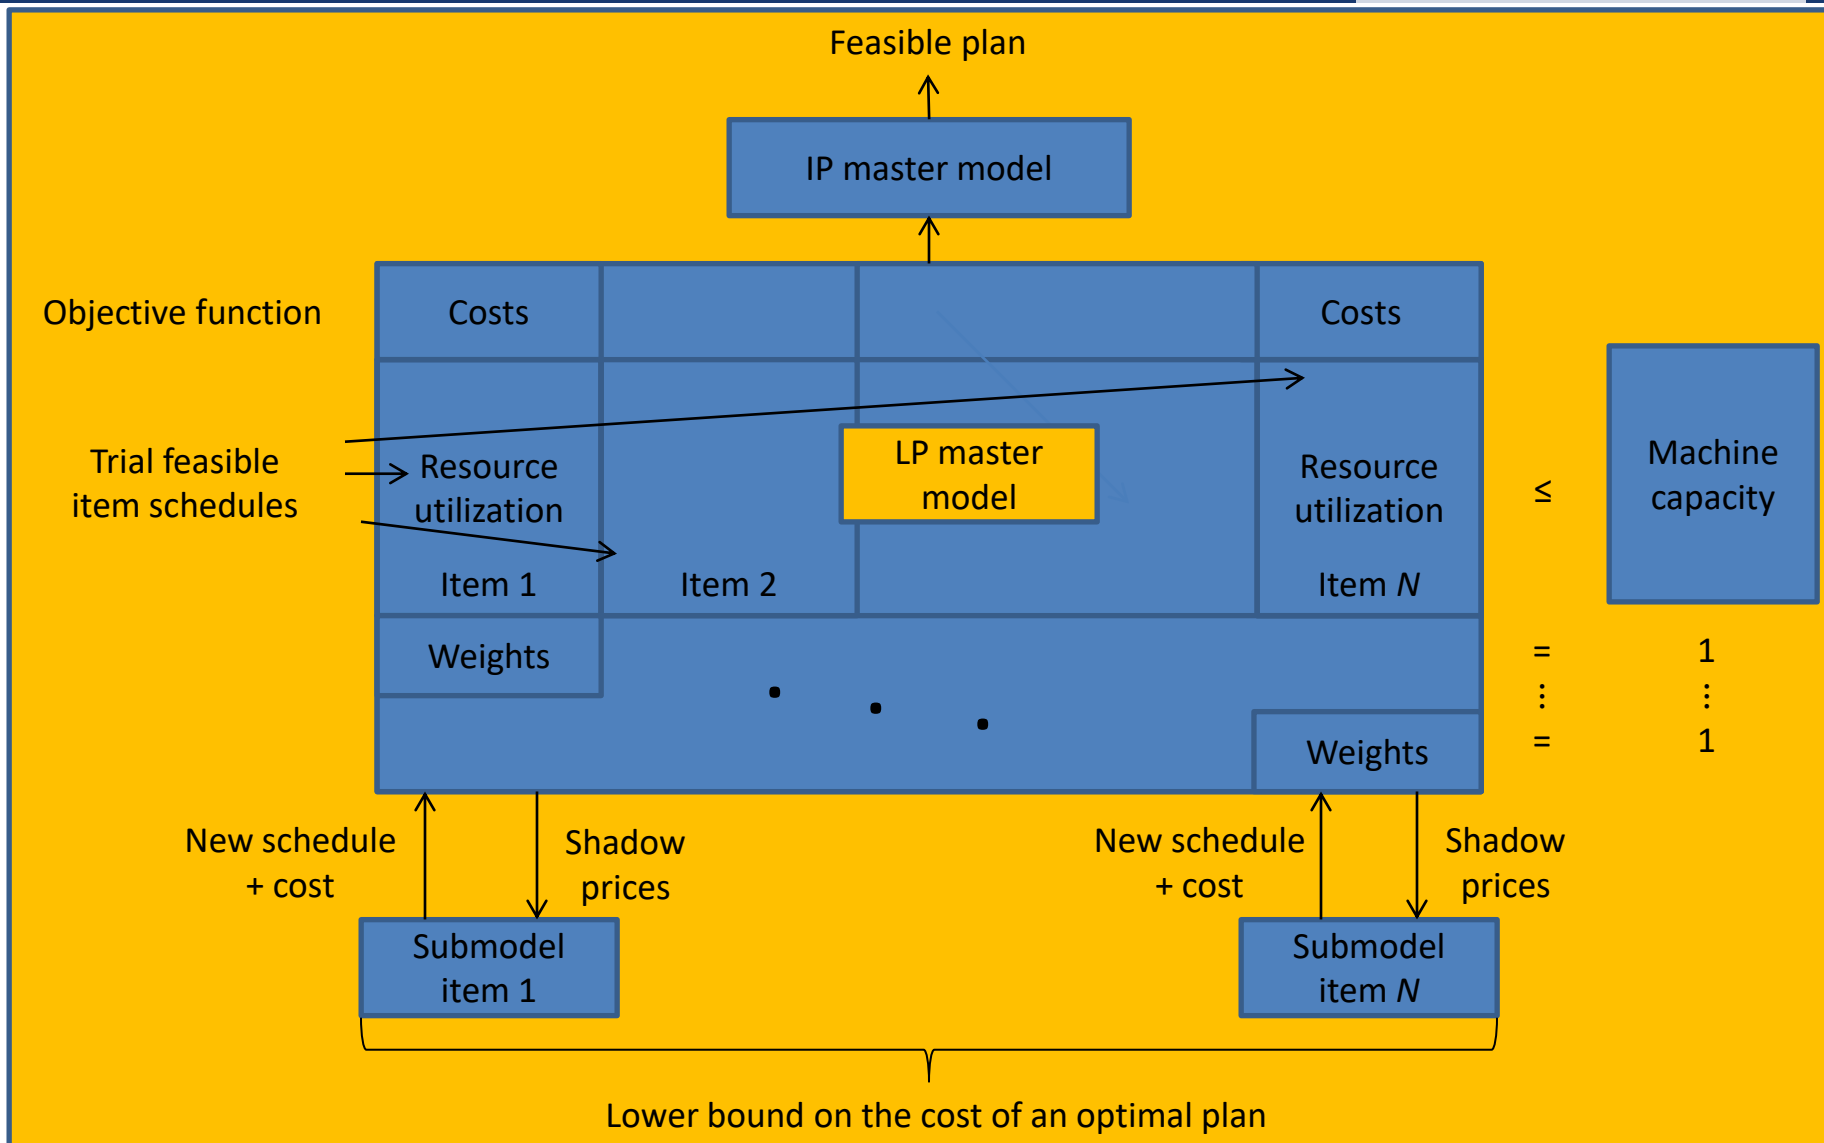 Feasible plan
IP master model
Objective function
Costs
Costs
Trial feasible
item schedules
Resource
utilization
Item 1
Item 2
LP master
model
Resource
utilization
Item N
≤
Machine
capacity
Weights
= 1
⋮ ⋮
= 1
Weights
New schedule
+ cost
Shadow
prices
New schedule
+ cost
Shadow
prices
Submodel
item 1
Submodel
item N
Lower bound on the cost of an optimal plan